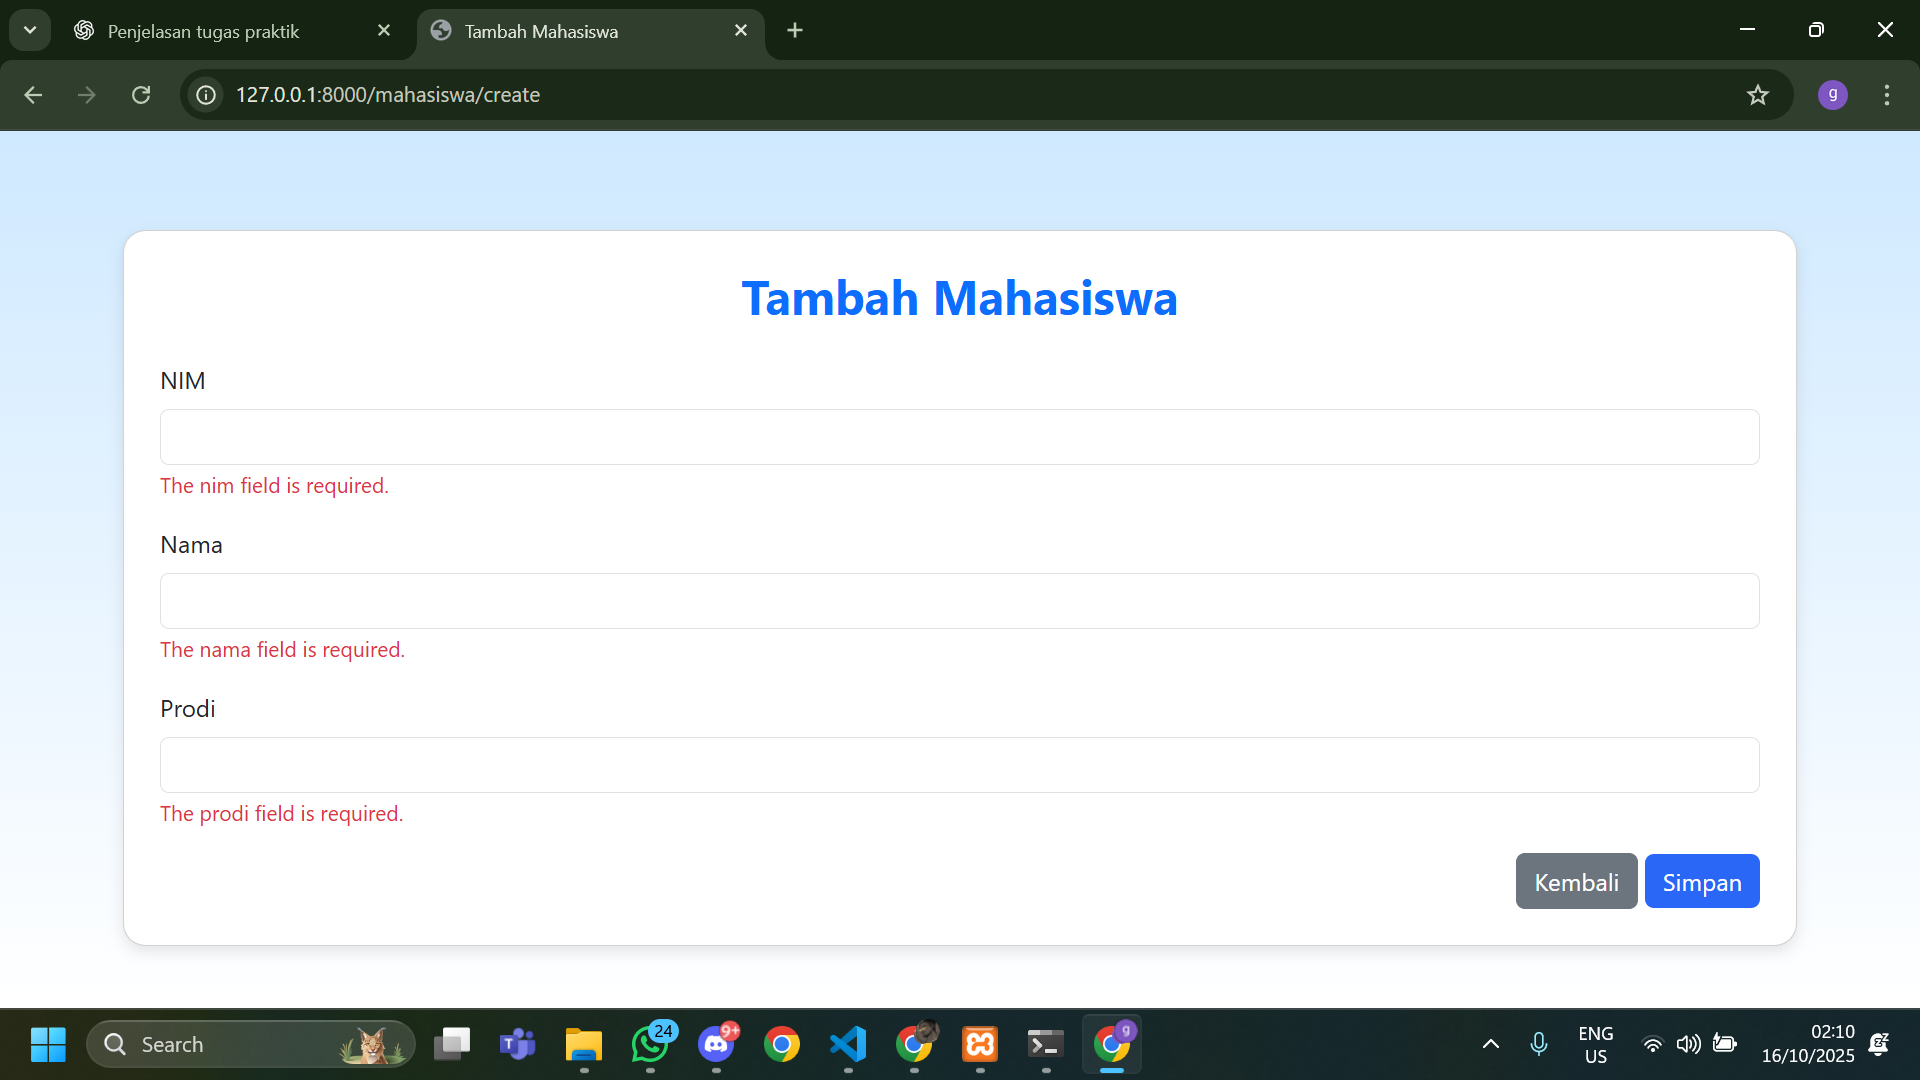 Penjelasan tugas praktik
Tambah Mahasiswa
127.0.0.1:8000/mahasiswa/create
g
Tambah Mahasiswa
NIM
The nim field is required.
Nama
The nama field is required.
Prodi
The prodi field is required.
Kembali
Simpan
Search
24
9+
g
ENG
US
02:10
16/10/2025